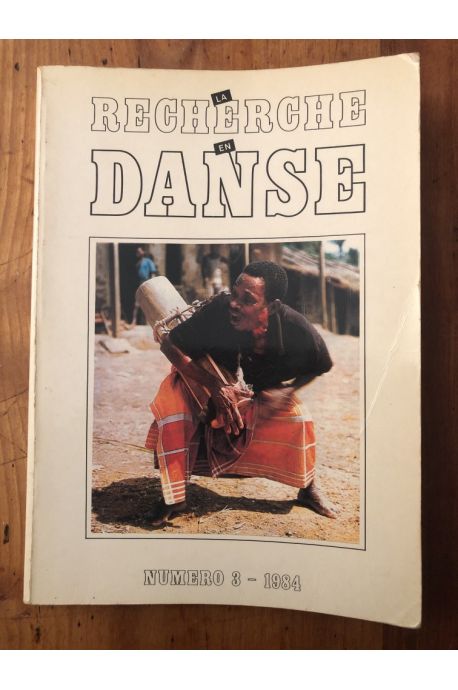 LA
RECHERCHE
EN
DANSE
NUMERO 3 - 1984